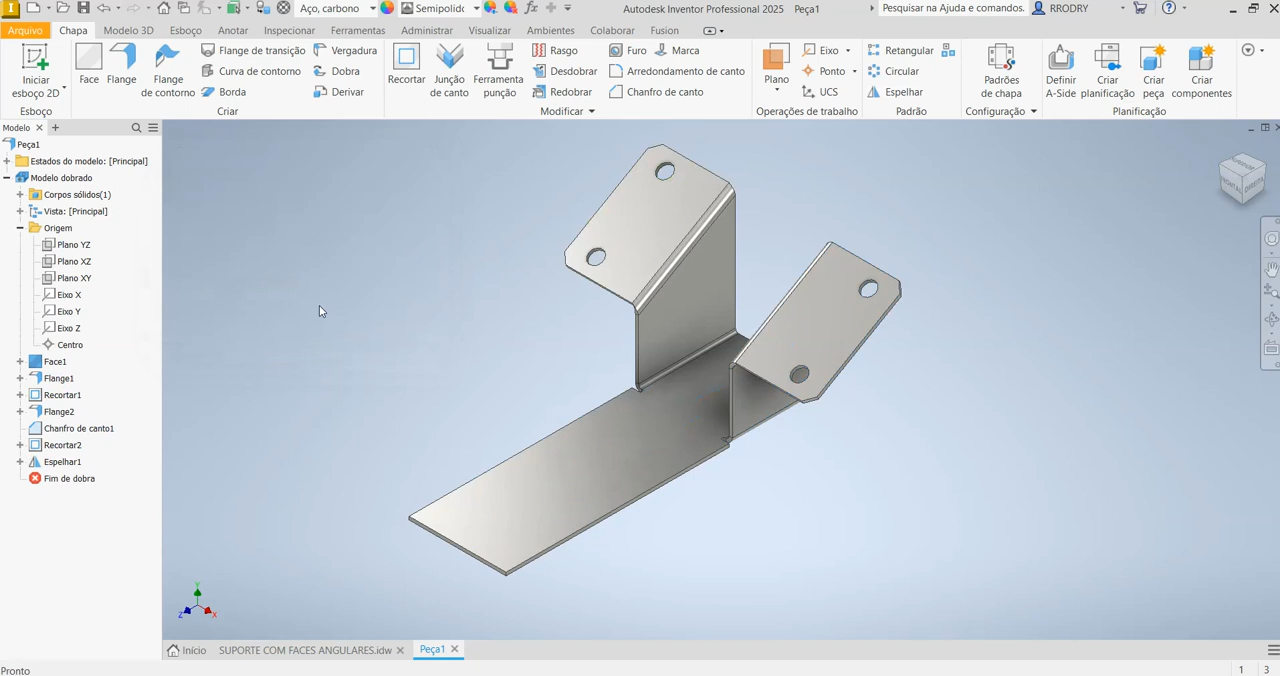 Aço, carbono
Semipolido
Autodesk Inventor Professional 2025 Peça1
Pesquisar na Ajuda e comandos.
RRODRY
Arquivo Chapa Modelo 3D Esboço Anotar Inspecionar Ferramentas Administrar Visualizar Ambientes Colaborar Fusion
Iniciar
esboço 2D
Esboço
Face
Flange
Flange
de contorno
Flange de transição
Curva de contorno
Borda
Vergadura
Dobra
Derivar
Criar
Recortar
Junção
de canto
Ferramenta
punção
Rasgo
Desdobrar
Redobrar
Furo
Marca
Arredondamento de canto
Chanfro de canto
Modificar
Plano
Eixo
Ponto
UCS
Operações de trabalho
Retangular
Circular
Espelhar
Padrão
Padrões
de chapa
Configuração
Definir
A-Side
Criar
planificação
Criar
peça
Criar
componentes
Planificação
Modelo
Peça1
Estados do modelo: [Principal]
Modelo dobrado
Corpos sólidos(1)
Vista: [Principal]
Origem
Plano YZ
Plano XZ
Plano XY
Eixo X
Eixo Y
Eixo Z
Centro
Face1
Flange1
Recortar1
Flange2
Chanfro de canto1
Recortar2
Espelhar1
Fim de dobra
FRONTAL
DIREITA
Y
Z
X
Início
SUPORTE COM FACES ANGULARES.idw
Peça1
Pronto
1 3